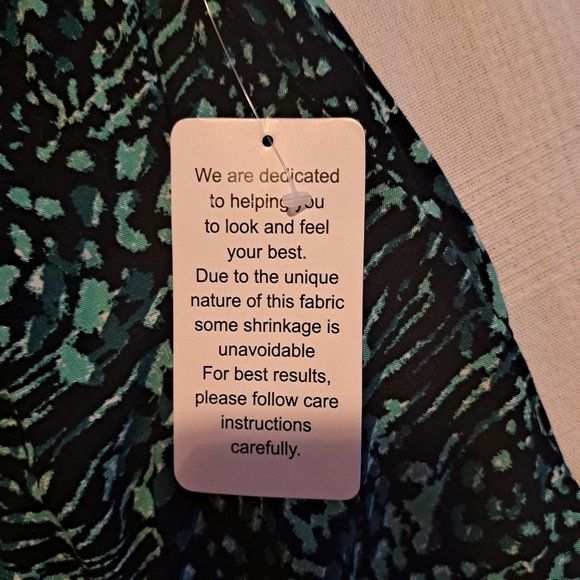 We are dedicated
to helping you
to look and feel
your best.
Due to the unique
nature of this fabric
some shrinkage is
unavoidable
For best results,
please follow care
instructions
carefully.